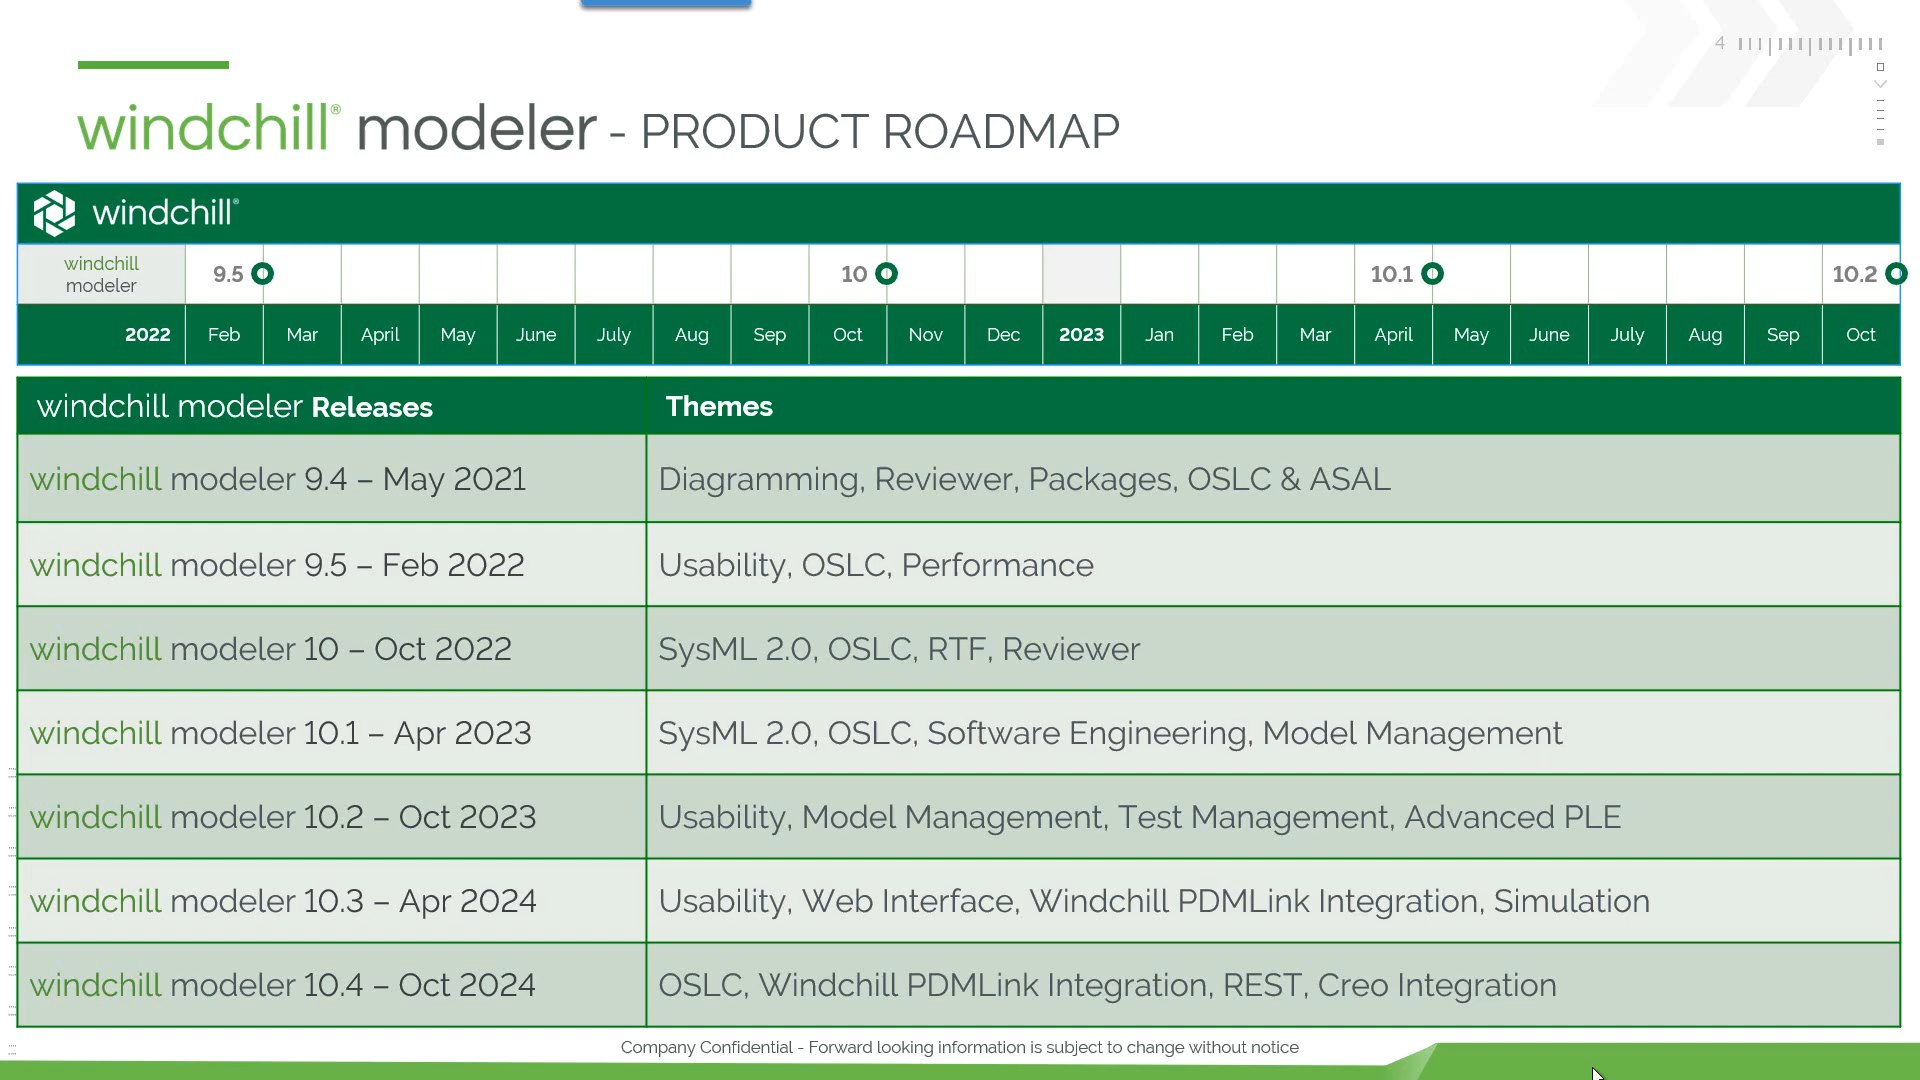 4
windchill® modeler - PRODUCT ROADMAP
windchill®
windchill
modeler
9.5 10 10.1 10.2
2022 Feb Mar April May June July Aug Sep Oct Nov Dec 2023 Jan Feb Mar April May June July Aug Sep Oct
windchill modeler Releases Themes
windchill modeler 9.4 – May 2021 Diagramming, Reviewer, Packages, OSLC & ASAL
windchill modeler 9.5 – Feb 2022 Usability, OSLC, Performance
windchill modeler 10 – Oct 2022 SysML 2.0, OSLC, RTF, Reviewer
windchill modeler 10.1 – Apr 2023 SysML 2.0, OSLC, Software Engineering, Model Management
windchill modeler 10.2 – Oct 2023 Usability, Model Management, Test Management, Advanced PLE
windchill modeler 10.3 – Apr 2024 Usability, Web Interface, Windchill PDMLink Integration, Simulation
windchill modeler 10.4 – Oct 2024 OSLC, Windchill PDMLink Integration, REST, Creo Integration
Company Confidential - Forward looking information is subject to change without notice